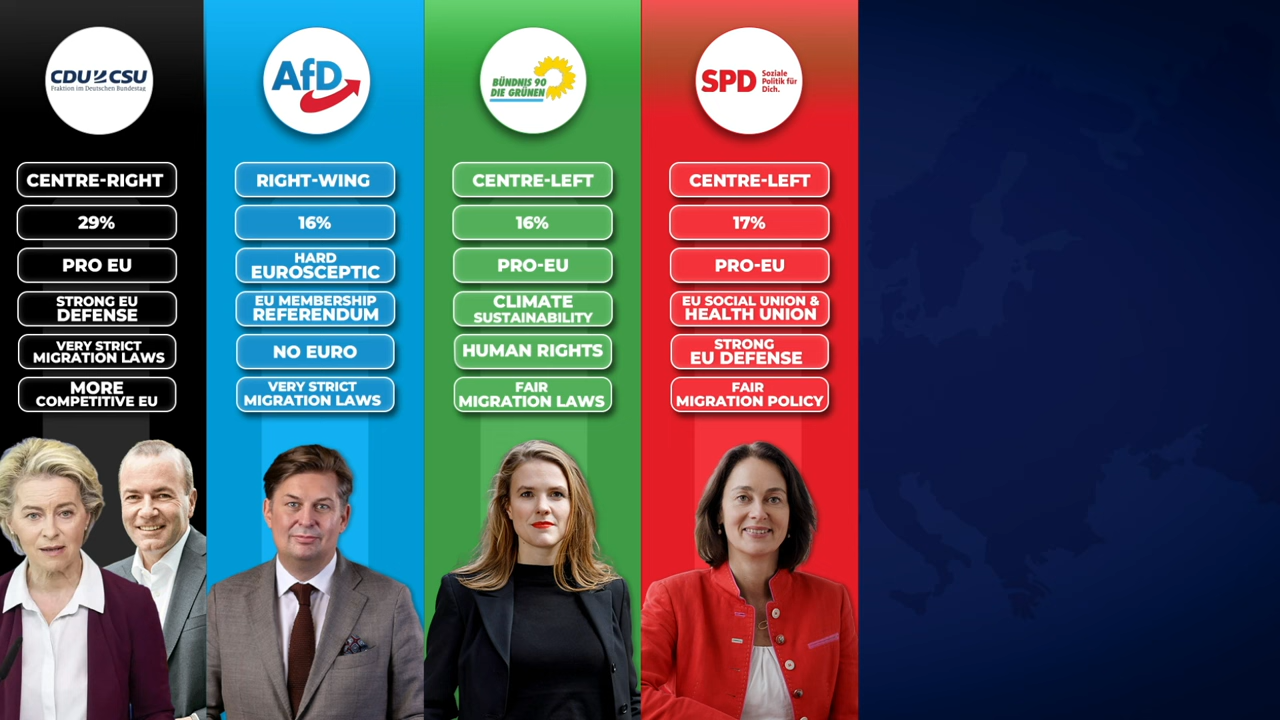 CDU CSU
Fraktion im Deutschen Bundestag
CENTRE-RIGHT
29%
PRO EU
STRONG EU
DEFENSE
VERY STRICT
MIGRATION LAWS
MORE
COMPETITIVE EU
AfD
RIGHT-WING
16%
HARD
EUROSCEPTIC
EU MEMBERSHIP
REFERENDUM
NO EURO
VERY STRICT
MIGRATION LAWS
BÜNDNIS 90
DIE GRÜNEN
CENTRE-LEFT
16%
PRO-EU
CLIMATE
SUSTAINABILITY
HUMAN RIGHTS
FAIR
MIGRATION LAWS
SPD
Soziale
Politik für
Dich.
CENTRE-LEFT
17%
PRO-EU
EU SOCIAL UNION &
HEALTH UNION
STRONG
EU DEFENSE
FAIR
MIGRATION POLICY